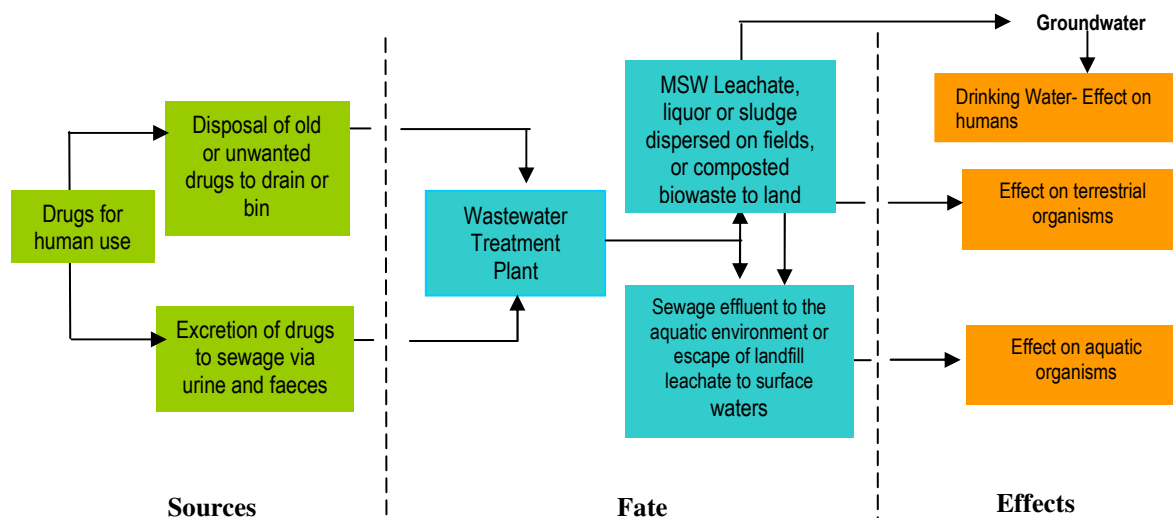 Drugs for
human use
Disposal of old
or unwanted
drugs to drain or
bin
Excretion of drugs
to sewage via
urine and faeces
Wastewater
Treatment
Plant
MSW Leachate,
liquor or sludge
dispersed on fields,
or composted
biowaste to land
Sewage effluent to the
aquatic environment or
escape of landfill
leachate to surface
waters
Groundwater
Drinking Water- Effect on
humans
Effect on terrestrial
organisms
Effect on aquatic
organisms
Sources
Fate
Effects